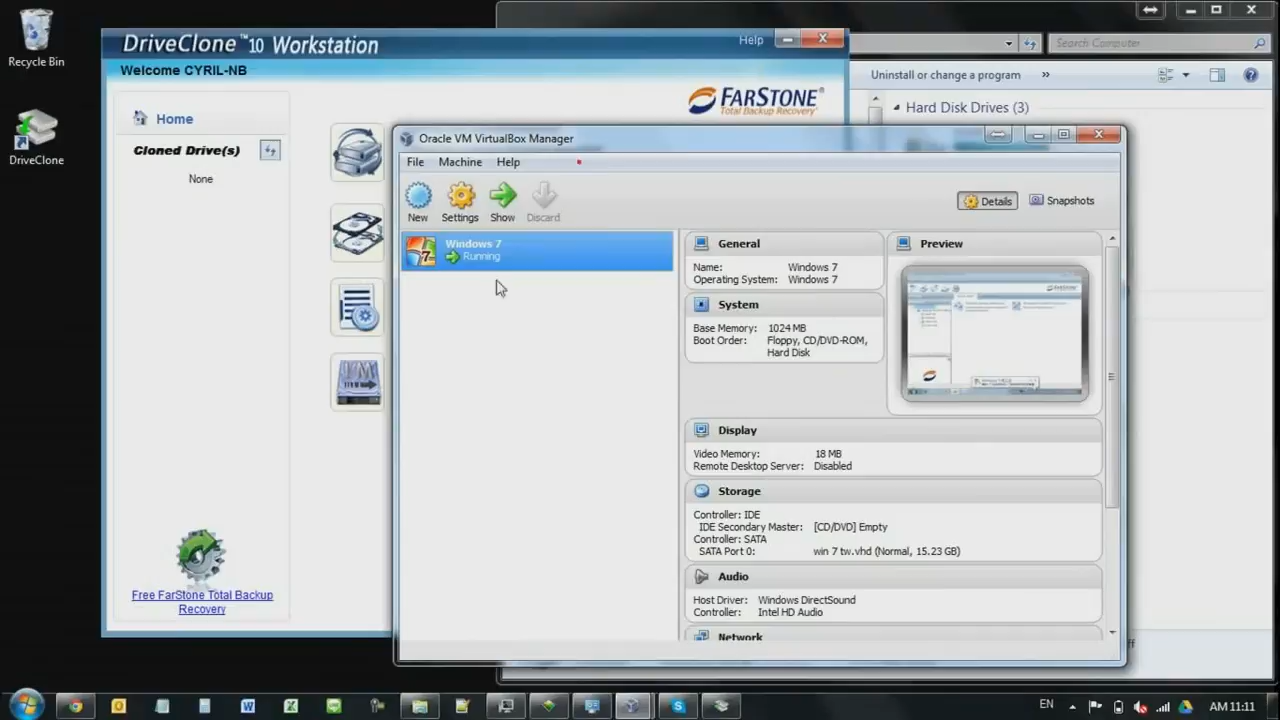 Recycle Bin
DriveClone
DriveClone™10 Workstation
Help
Welcome CYRIL-NB
FARSTONE®
Total Backup Recovery
Home
Cloned Drive(s)
None
Free FarStone Total Backup
Recovery
Search Computer
Uninstall or change a program »
Hard Disk Drives (3)
Oracle VM VirtualBox Manager
File Machine Help
New Settings Show Discard
Details Snapshots
Windows 7
Running
General
Name: Windows 7
Operating System: Windows 7
System
Base Memory: 1024 MB
Boot Order: Floppy, CD/DVD-ROM,
Hard Disk
Preview
FARSTONE
Display
Video Memory: 18 MB
Remote Desktop Server: Disabled
Storage
Controller: IDE
IDE Secondary Master: [CD/DVD] Empty
Controller: SATA
SATA Port 0: win 7 tw.vhd (Normal, 15.23 GB)
Audio
Host Driver: Windows DirectSound
Controller: Intel HD Audio
Network
EN
AM 11:11